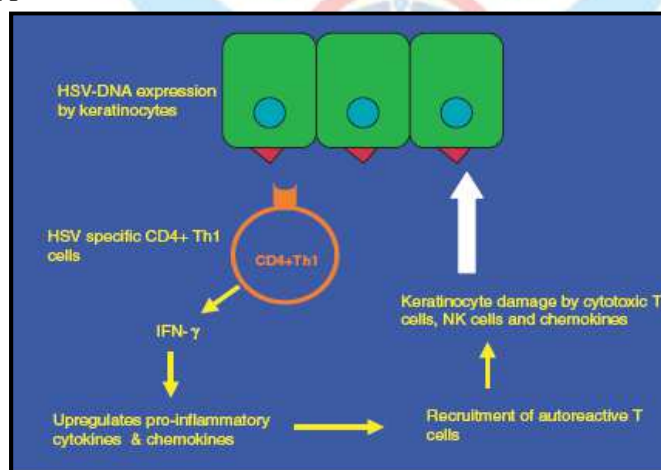 HSV-DNA expression
by keratinocytes
HSV specific CD4+ Th1
cells
CD4+Th1
IFN- γ
Upregulates pro-inflammatory
cytokines & chemokines
Recruitment of autoreactive T
cells
Keratinocyte damage by cytotoxic T
cells, NK cells and chemokines